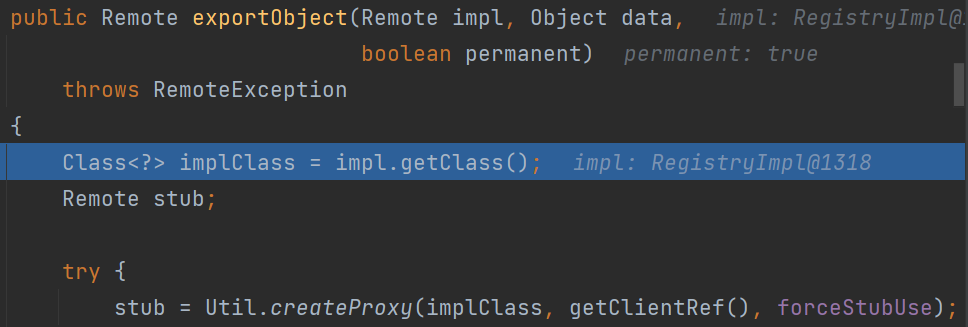 public Remote exportObject(Remote impl, Object data,  impl: RegistryImpl@1
boolean permanent)  permanent: true
throws RemoteException
{
Class<?> implClass = impl.getClass();  impl: RegistryImpl@1318
Remote stub;
try {
stub = Util.createProxy(implClass, getClientRef(), forceStubUse);